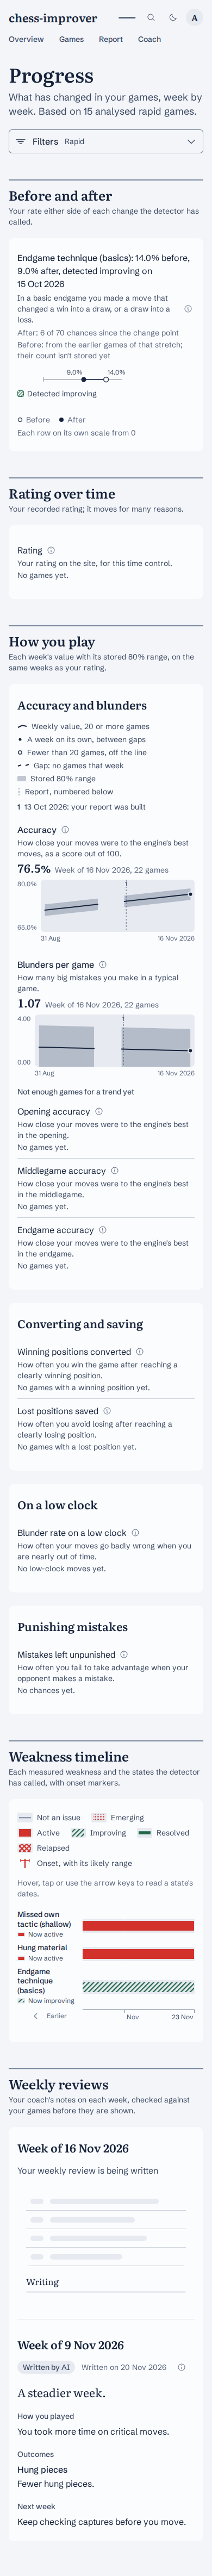 chess-improver
A
Overview Games Report Coach
Progress
What has changed in your games, week by
week. Based on 15 analysed rapid games.
Filters Rapid
Before and after
Your rate either side of each change the detector has
called.
Endgame technique (basics): 14.0% before,
9.0% after, detected improving on
15 Oct 2026
In a basic endgame you made a move that
changed a win into a draw, or a draw into a
loss.
After: 6 of 70 chances since the change point
Before: from the earlier games of that stretch;
their count isn't stored yet
9.0% 14.0%
Detected improving
Before After
Each row on its own scale from 0
Rating over time
Your recorded rating; it moves for many reasons.
Rating
Your rating on the site, for this time control.
No games yet.
How you play
Each week's value with its stored 80% range, on the
same weeks as your rating.
Accuracy and blunders
Weekly value, 20 or more games
A week on its own, between gaps
Fewer than 20 games, off the line
Gap: no games that week
Stored 80% range
Report, numbered below
1 13 Oct 2026: your report was built
Accuracy
How close your moves were to the engine's best
moves, as a score out of 100.
76.5% Week of 16 Nov 2026, 22 games
80.0%
1
65.0%
31 Aug 16 Nov 2026
Blunders per game
How many big mistakes you make in a typical
game.
1.07 Week of 16 Nov 2026, 22 games
4.00
1
0.00
31 Aug 16 Nov 2026
Not enough games for a trend yet
Opening accuracy
How close your moves were to the engine's best
in the opening.
No games yet.
Middlegame accuracy
How close your moves were to the engine's best
in the middlegame.
No games yet.
Endgame accuracy
How close your moves were to the engine's best
in the endgame.
No games yet.
Converting and saving
Winning positions converted
How often you win the game after reaching a
clearly winning position.
No games with a winning position yet.
Lost positions saved
How often you avoid losing after reaching a
clearly losing position.
No games with a lost position yet.
On a low clock
Blunder rate on a low clock
How often your moves go badly wrong when you
are nearly out of time.
No low-clock moves yet.
Punishing mistakes
Mistakes left unpunished
How often you fail to take advantage when your
opponent makes a mistake.
No chances yet.
Weakness timeline
Each measured weakness and the states the detector
has called, with onset markers.
Not an issue Emerging
Active Improving Resolved
Relapsed
Onset, with its likely range
Hover, tap or use the arrow keys to read a state's
dates.
Missed own
tactic (shallow)
Now active
Hung material
Now active
Endgame
technique
(basics)
Now improving
Earlier Nov 23 Nov
Weekly reviews
Your coach's notes on each week, checked against
your games before they are shown.
Week of 16 Nov 2026
Your weekly review is being written
Writing
Week of 9 Nov 2026
Written by AI Written on 20 Nov 2026
A steadier week.
How you played
You took more time on critical moves.
Outcomes
Hung pieces
Fewer hung pieces.
Next week
Keep checking captures before you move.